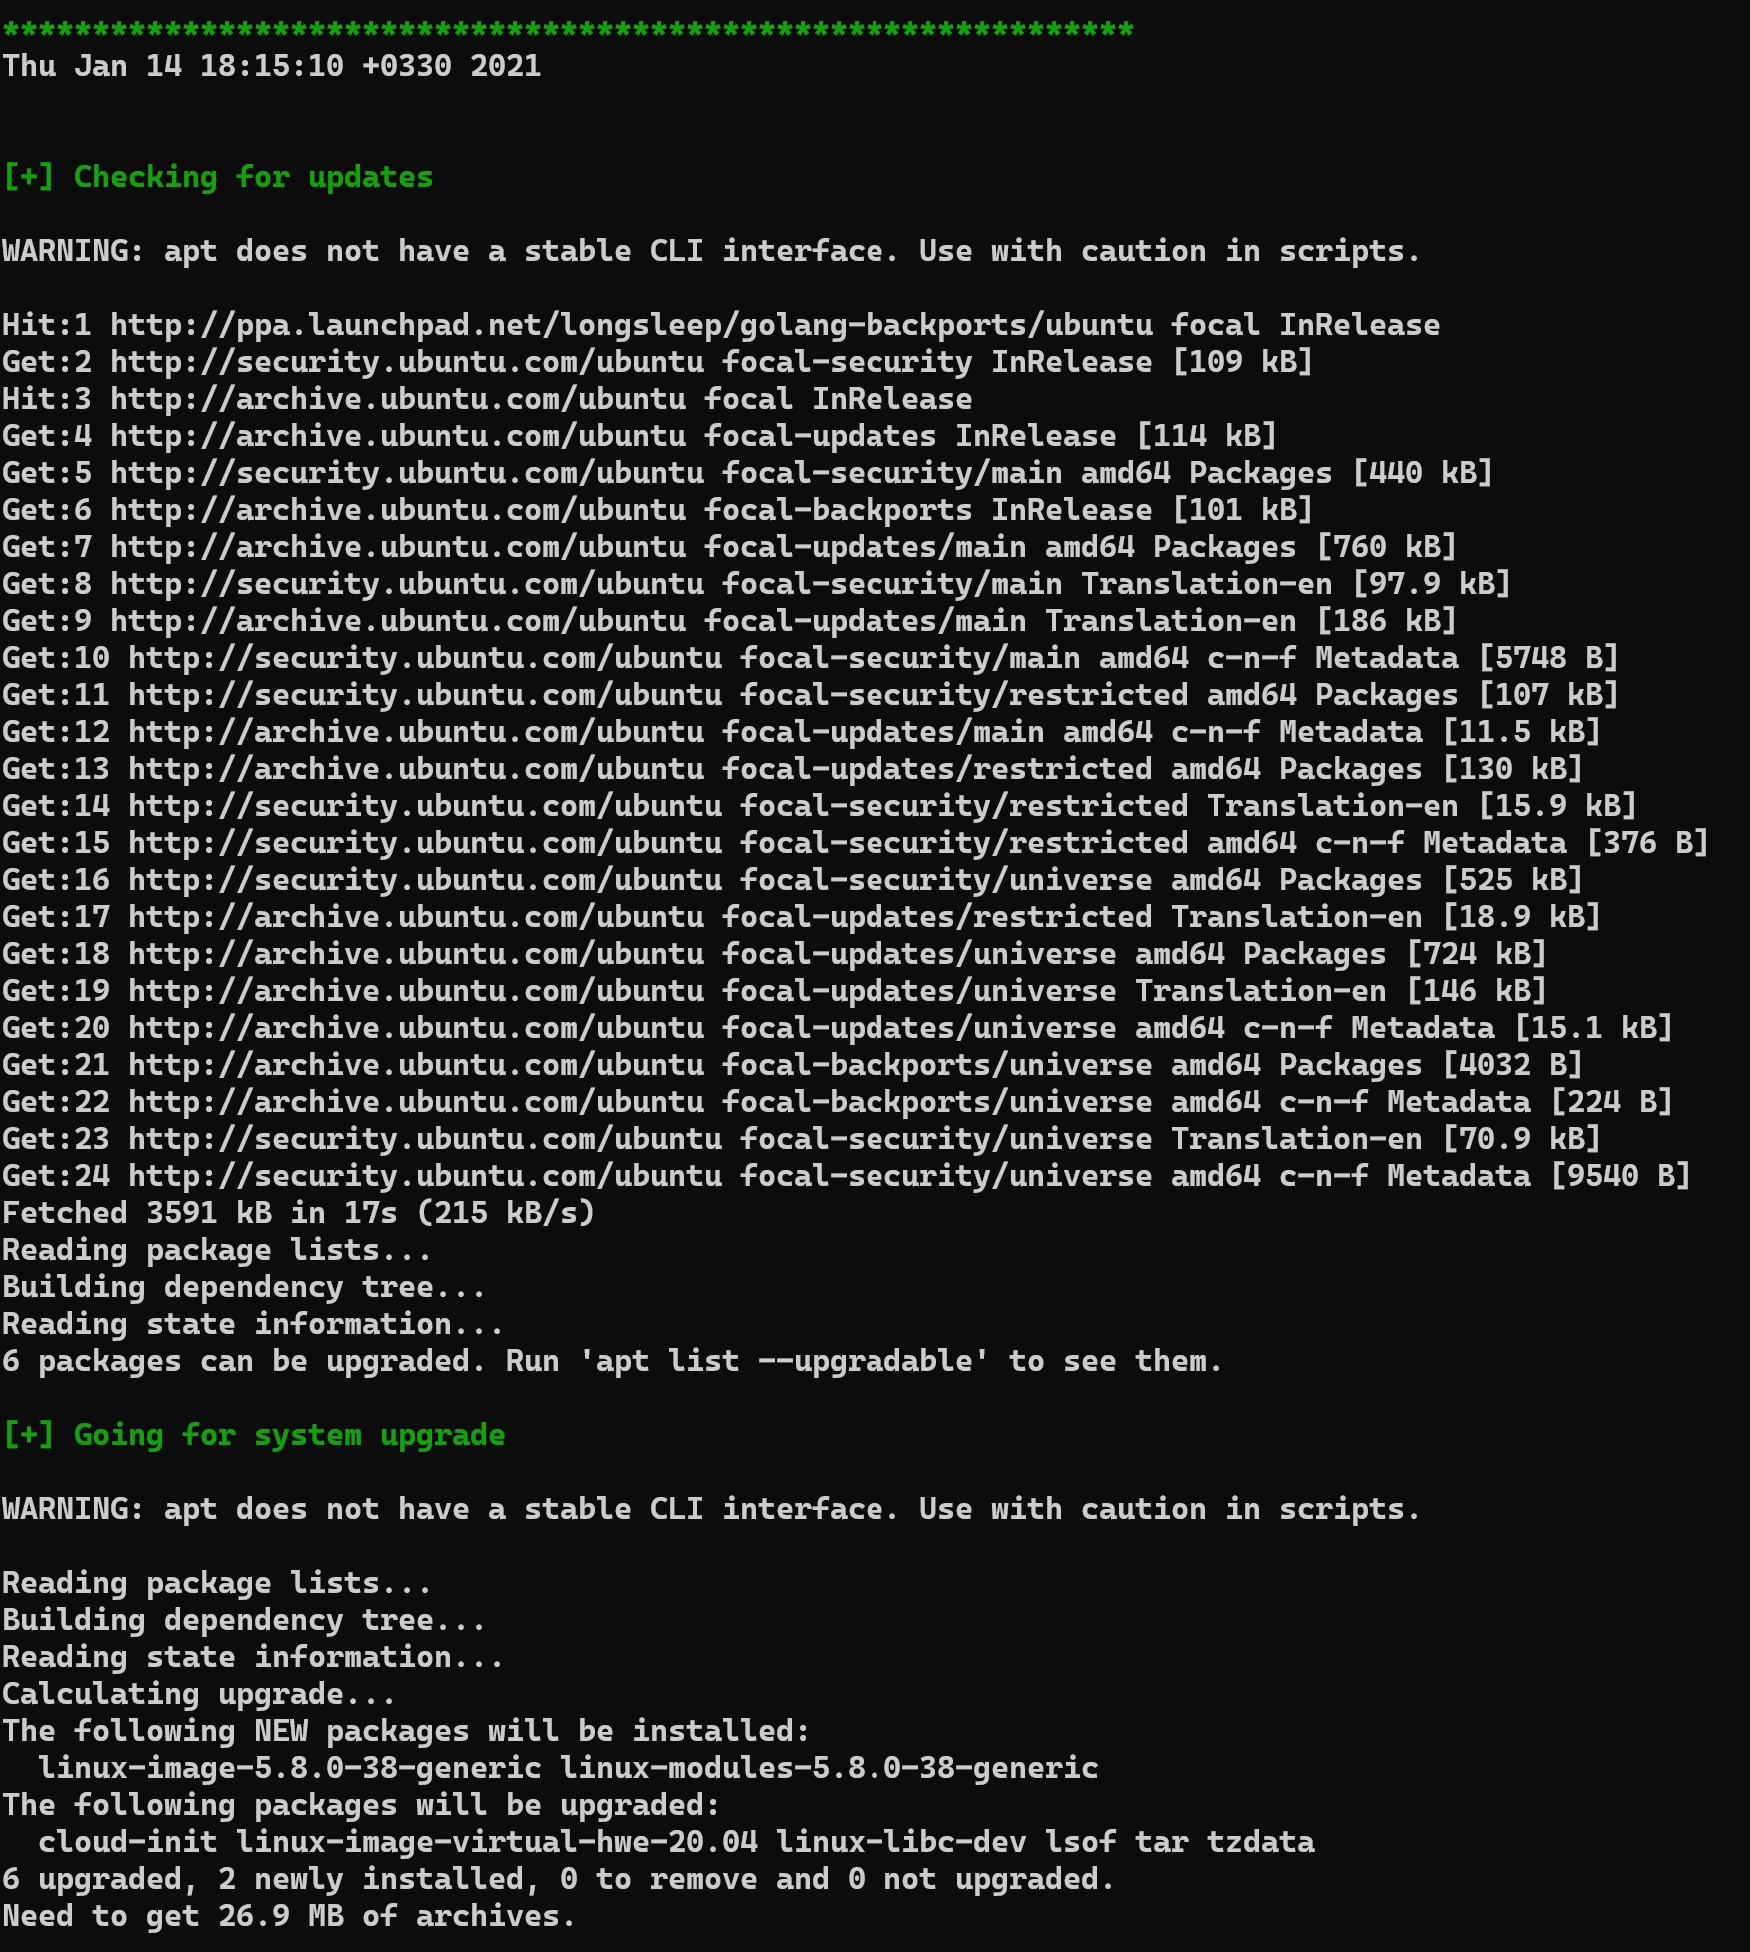 ***************************************************************
Thu Jan 14 18:15:10 +0330 2021
[+] Checking for updates
WARNING: apt does not have a stable CLI interface. Use with caution in scripts.
Hit:1 http://ppa.launchpad.net/longsleep/golang-backports/ubuntu focal InRelease
Get:2 http://security.ubuntu.com/ubuntu focal-security InRelease [109 kB]
Hit:3 http://archive.ubuntu.com/ubuntu focal InRelease
Get:4 http://archive.ubuntu.com/ubuntu focal-updates InRelease [114 kB]
Get:5 http://security.ubuntu.com/ubuntu focal-security/main amd64 Packages [440 kB]
Get:6 http://archive.ubuntu.com/ubuntu focal-backports InRelease [101 kB]
Get:7 http://archive.ubuntu.com/ubuntu focal-updates/main amd64 Packages [760 kB]
Get:8 http://security.ubuntu.com/ubuntu focal-security/main Translation-en [97.9 kB]
Get:9 http://archive.ubuntu.com/ubuntu focal-updates/main Translation-en [186 kB]
Get:10 http://security.ubuntu.com/ubuntu focal-security/main amd64 c-n-f Metadata [5748 B]
Get:11 http://security.ubuntu.com/ubuntu focal-security/restricted amd64 Packages [107 kB]
Get:12 http://archive.ubuntu.com/ubuntu focal-updates/main amd64 c-n-f Metadata [11.5 kB]
Get:13 http://archive.ubuntu.com/ubuntu focal-updates/restricted amd64 Packages [130 kB]
Get:14 http://security.ubuntu.com/ubuntu focal-security/restricted Translation-en [15.9 kB]
Get:15 http://security.ubuntu.com/ubuntu focal-security/restricted amd64 c-n-f Metadata [376 B]
Get:16 http://security.ubuntu.com/ubuntu focal-security/universe amd64 Packages [525 kB]
Get:17 http://archive.ubuntu.com/ubuntu focal-updates/restricted Translation-en [18.9 kB]
Get:18 http://archive.ubuntu.com/ubuntu focal-updates/universe amd64 Packages [724 kB]
Get:19 http://archive.ubuntu.com/ubuntu focal-updates/universe Translation-en [146 kB]
Get:20 http://archive.ubuntu.com/ubuntu focal-updates/universe amd64 c-n-f Metadata [15.1 kB]
Get:21 http://archive.ubuntu.com/ubuntu focal-backports/universe amd64 Packages [4032 B]
Get:22 http://archive.ubuntu.com/ubuntu focal-backports/universe amd64 c-n-f Metadata [224 B]
Get:23 http://security.ubuntu.com/ubuntu focal-security/universe Translation-en [70.9 kB]
Get:24 http://security.ubuntu.com/ubuntu focal-security/universe amd64 c-n-f Metadata [9540 B]
Fetched 3591 kB in 17s (215 kB/s)
Reading package lists...
Building dependency tree...
Reading state information...
6 packages can be upgraded. Run 'apt list --upgradable' to see them.
[+] Going for system upgrade
WARNING: apt does not have a stable CLI interface. Use with caution in scripts.
Reading package lists...
Building dependency tree...
Reading state information...
Calculating upgrade...
The following NEW packages will be installed:
  linux-image-5.8.0-38-generic linux-modules-5.8.0-38-generic
The following packages will be upgraded:
  cloud-init linux-image-virtual-hwe-20.04 linux-libc-dev lsof tar tzdata
6 upgraded, 2 newly installed, 0 to remove and 0 not upgraded.
Need to get 26.9 MB of archives.